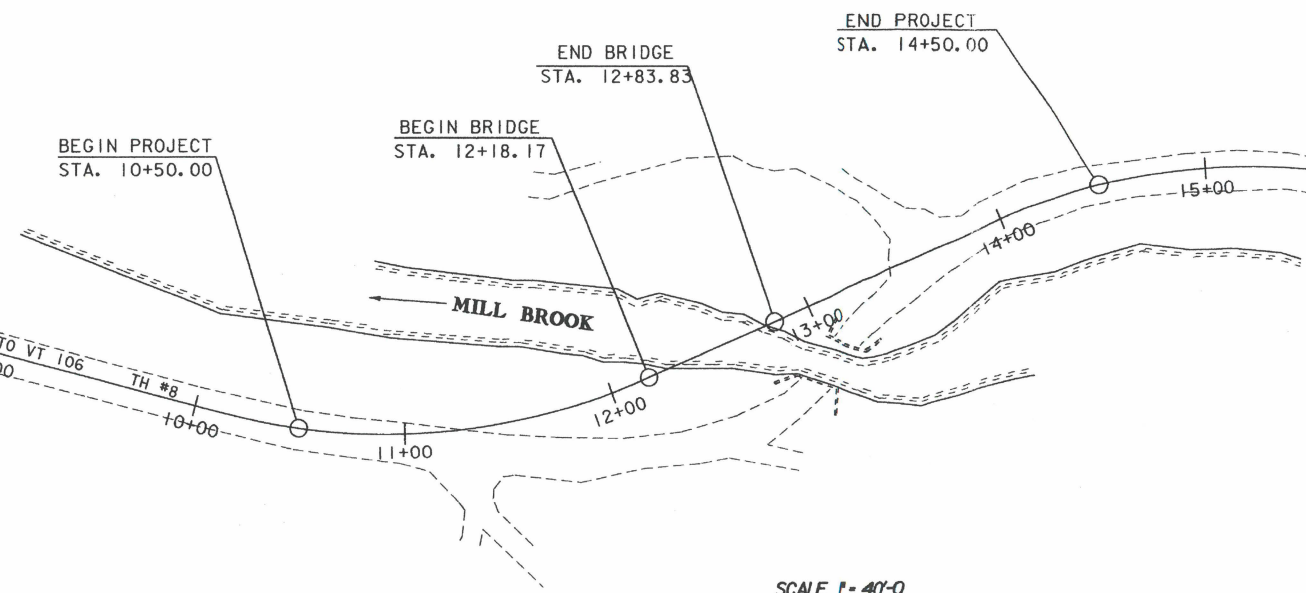 END PROJECT
STA. 14+50.00
END BRIDGE
STA. 12+83.83
BEGIN BRIDGE
STA. 12+18.17
BEGIN PROJECT
STA. 10+50.00
15+00
14+00
MILL BROOK
13+00
TO VT 106
TH #8
12+00
10+00
11+00
SCALE 1"= 40'-0